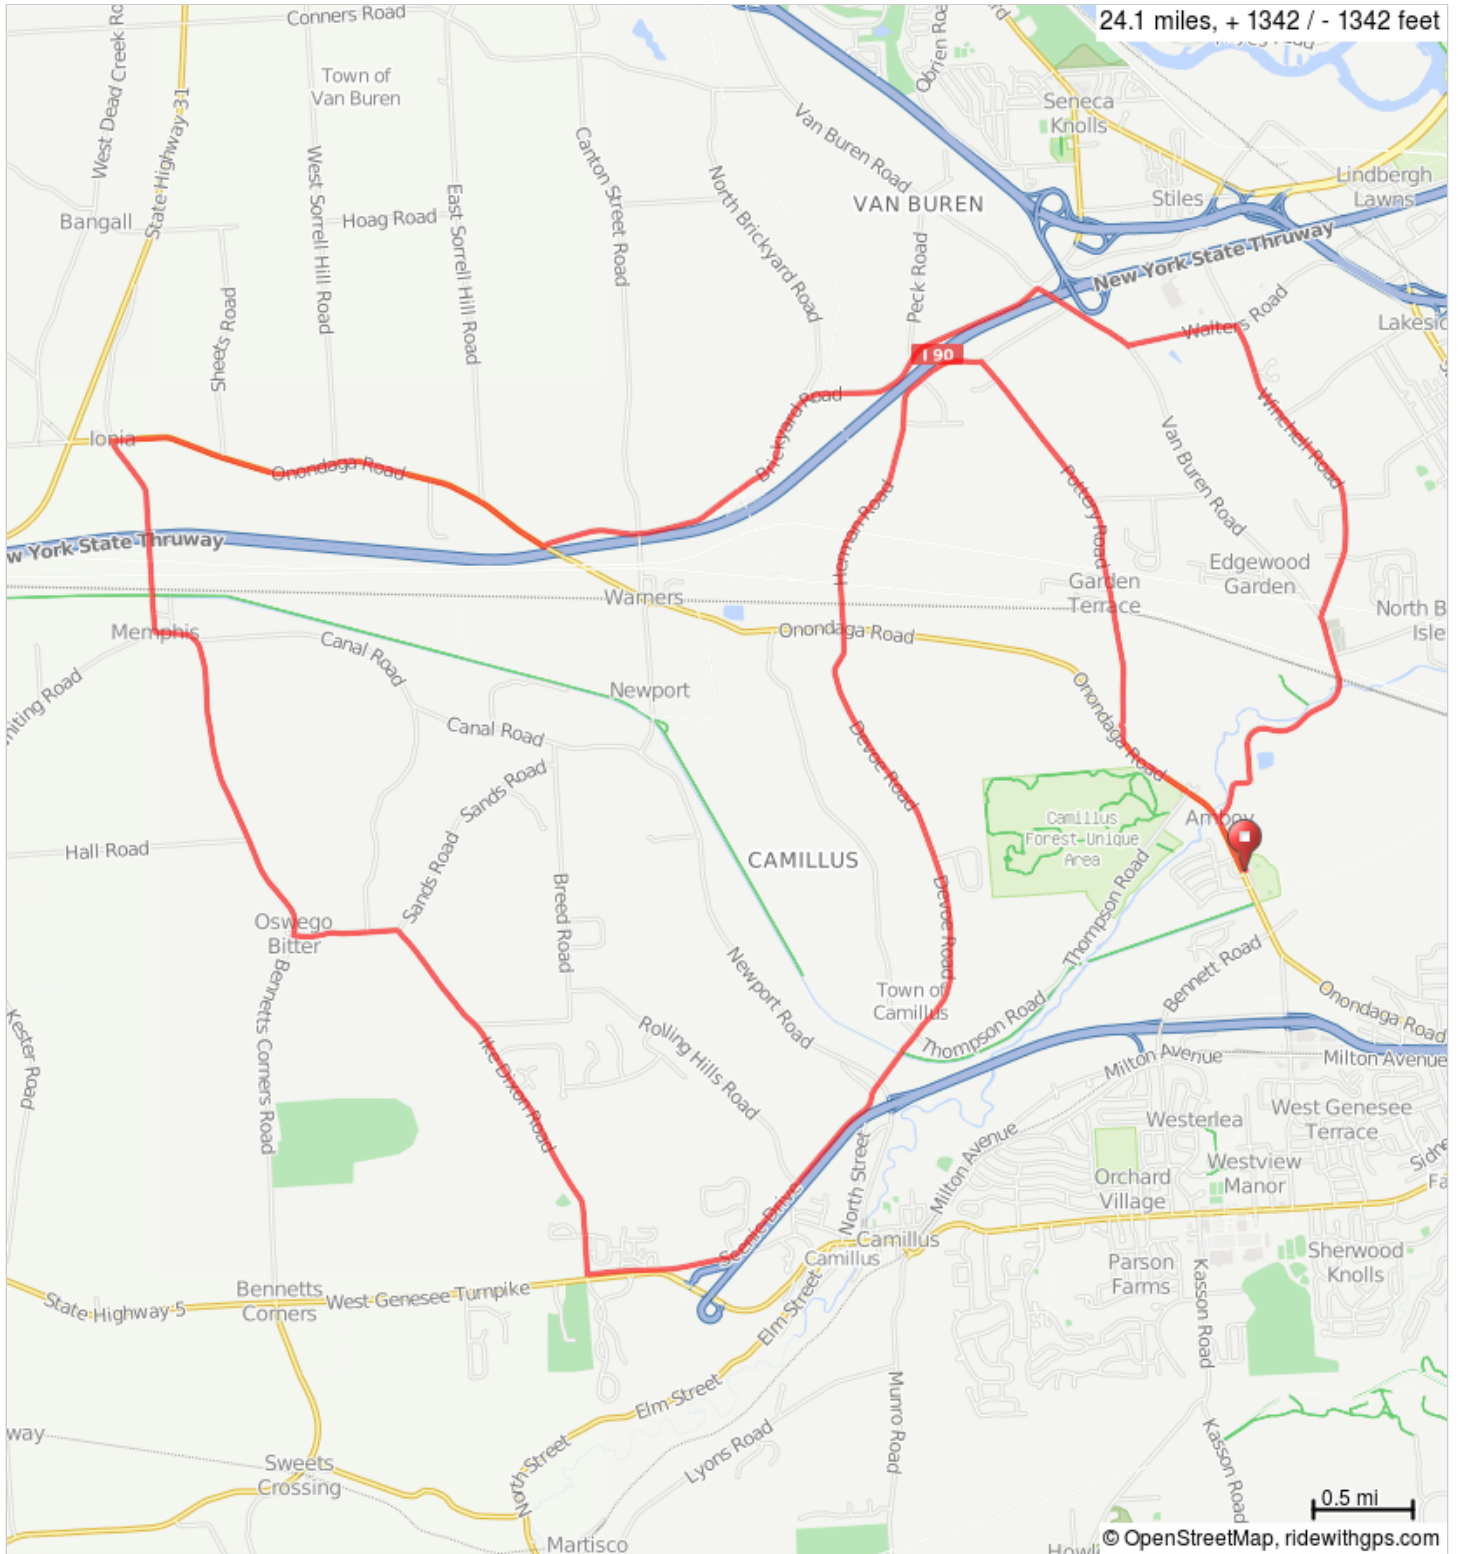 24.1 miles, + 1342 / - 1342 feet
Conners Road
West Dead Creek
Town of
Van Buren
State Highway 31
Seneca
Knolls
Van Buren Road
Lindbergh
Lawns
Stiles
VAN BUREN
Bangall
Hoag Road
West Sorrell Hill Road
East Sorrell Hill Road
Canton Street Road
North Brickyard Road
Peck Road
New York State Thruway
Walters Road
Sheets Road
I 90
Brickyard Road
Winchell Road
Ionia
Onondaga Road
Van Buren Road
Pottery Road
Herman Road
w York State Thruway
Edgewood
Garden
Garden
Terrace
Warners
North B
Isle
Memphis
Onondaga Road
Canal Road
Newport
Onondaga Road
Canal Road
Devoe Road
Sands Road
Camillus
Forest Unique
Area
Amboy
Hall Road
CAMILLUS
Sands Road
Thompson Road
Breed Road
Devoe Road
Oswego
Bitter
Bennett Road
Newport Road
Bennetts Corners Road
Town of
Camillus
Onondaga Road
Kester Road
Rolling Hills Road
Thompson Road
Milton Avenue
Milton Avenue
Ike Dixon Road
Westerlea
West Genesee
Terrace
Milton Avenue
Westview
Manor
Orchard
Village
North Street
Scenic Drive
Camillus
Camillus
Sherwood
Knolls
Parson
Farms
Bennetts
Corners
State Highway 5
West Genesee Turnpike
Elm Street
Kasson Road
Elm Street
Munro Road
way
Lyons Road
Kasson Road
Sweets
Crossing
0.5 mi
Martisco
© OpenStreetMap, ridewithgps.com